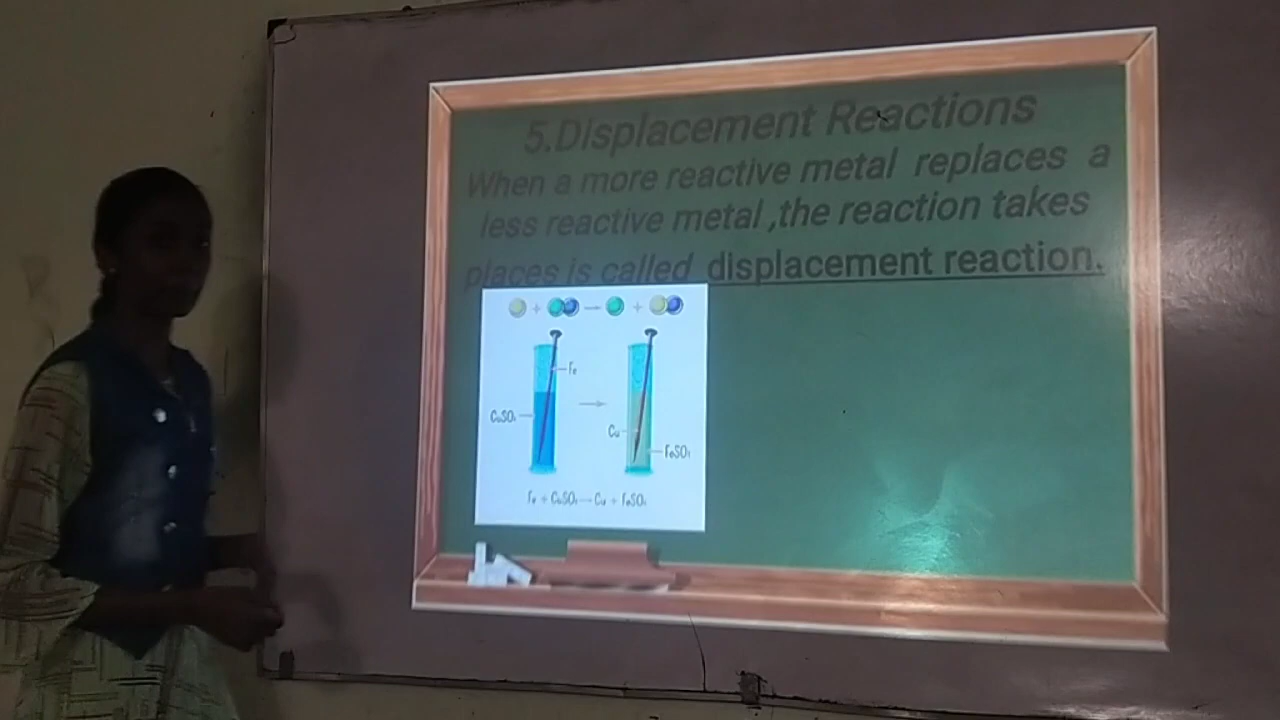 5.Displacement Reactions
When a more reactive metal replaces a
less reactive metal ,the reaction takes
places is called displacement reaction.
+ → +
Fe
CuSO₄
→
Cu
FeSO₄
Fe + CuSO₄ → Cu + FeSO₄